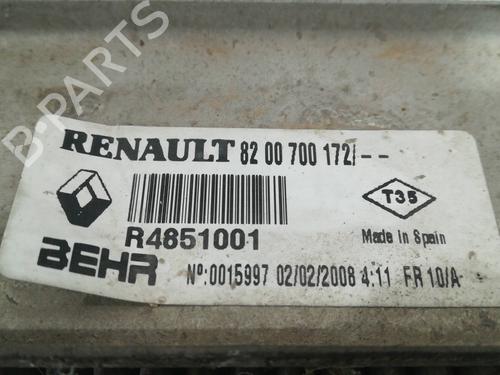 B-PARTS
RENAULT 82 00 700 172/--
T35
R4851001
Made in Spain
BEHR
Nº:0015997 02/02/2008 4:11 FR 10/A